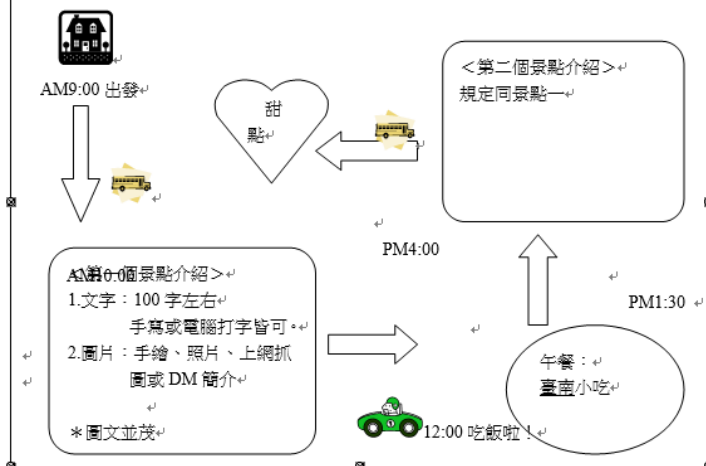 AM9:00 出發
甜
點
＜第二個景點介紹＞
規定同景點一
PM4:00
AM10:00
＜第一個景點介紹＞
1.文字：100 字左右
手寫或電腦打字皆可。
2.圖片：手繪、照片、上網抓
圖或 DM 簡介
＊圖文並茂
PM1:30
午餐：
臺南小吃
12:00 吃飯啦！